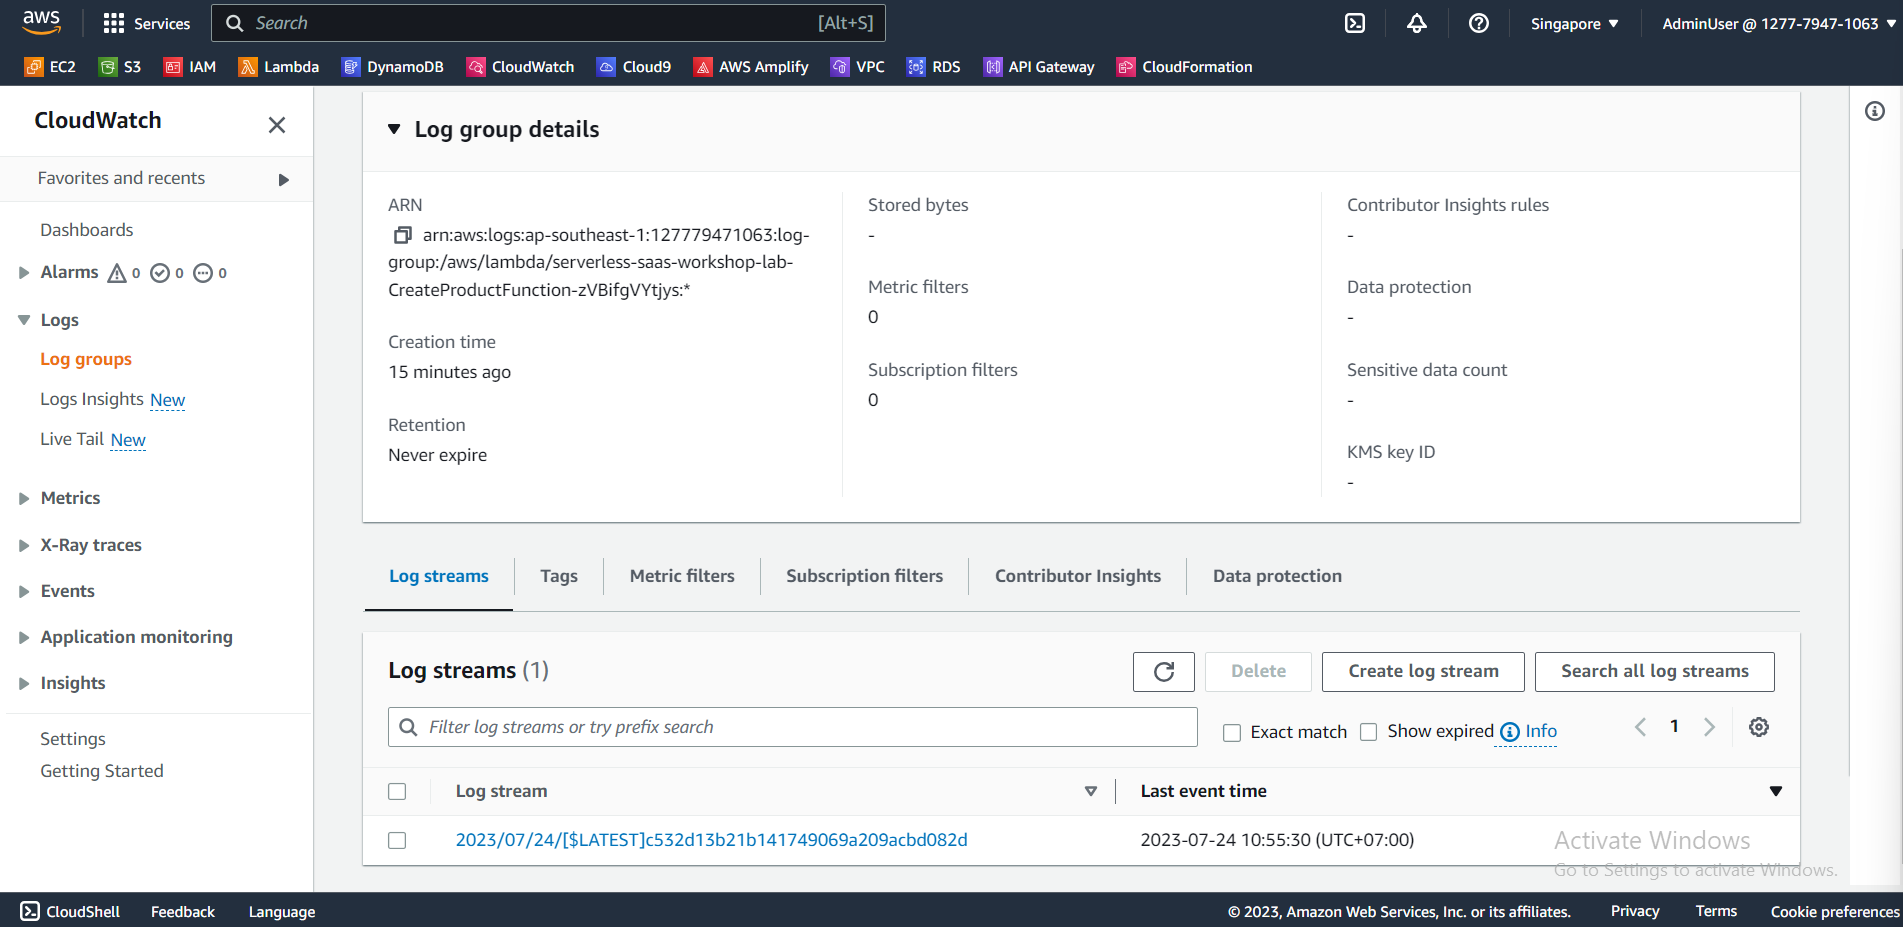 aws Services Search [Alt+S] Singapore ▼ AdminUser @ 1277-7947-1063 ▼
EC2 S3 IAM Lambda DynamoDB CloudWatch Cloud9 AWS Amplify VPC RDS API Gateway CloudFormation
CloudWatch
Favorites and recents
Dashboards
Alarms 0 0 0
Logs
Log groups
Logs Insights New
Live Tail New
Metrics
X-Ray traces
Events
Application monitoring
Insights
Settings
Getting Started
Log group details
ARN
arn:aws:logs:ap-southeast-1:127779471063:log-
group:/aws/lambda/serverless-saas-workshop-lab-
CreateProductFunction-zVBifgVYtjys:*
Creation time
15 minutes ago
Retention
Never expire
Stored bytes
-
Metric filters
0
Subscription filters
0
Contributor Insights rules
-
Data protection
-
Sensitive data count
-
KMS key ID
-
Log streams Tags Metric filters Subscription filters Contributor Insights Data protection
Log streams (1) Delete Create log stream Search all log streams
Filter log streams or try prefix search Exact match Show expired Info 1
Log stream Last event time
2023/07/24/[$LATEST]c532d13b21b141749069a209acbd082d 2023-07-24 10:55:30 (UTC+07:00)
Activate Windows
Go to Settings to activate Windows.
CloudShell Feedback Language © 2023, Amazon Web Services, Inc. or its affiliates. Privacy Terms Cookie preferences